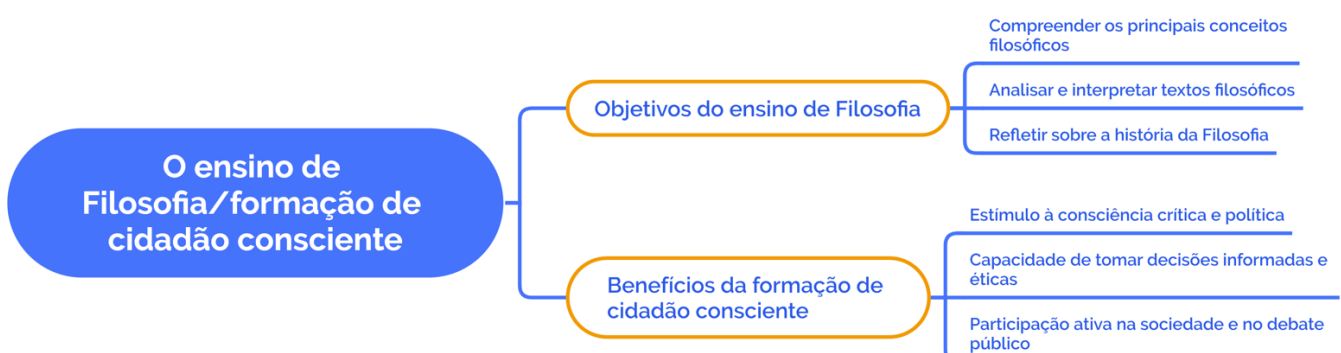 O ensino de
Filosofia/formação de
cidadão consciente
Objetivos do ensino de Filosofia
Compreender os principais conceitos
filosóficos
Analisar e interpretar textos filosóficos
Refletir sobre a história da Filosofia
Benefícios da formação de
cidadão consciente
Estímulo à consciência crítica e política
Capacidade de tomar decisões informadas e
éticas
Participação ativa na sociedade e no debate
público